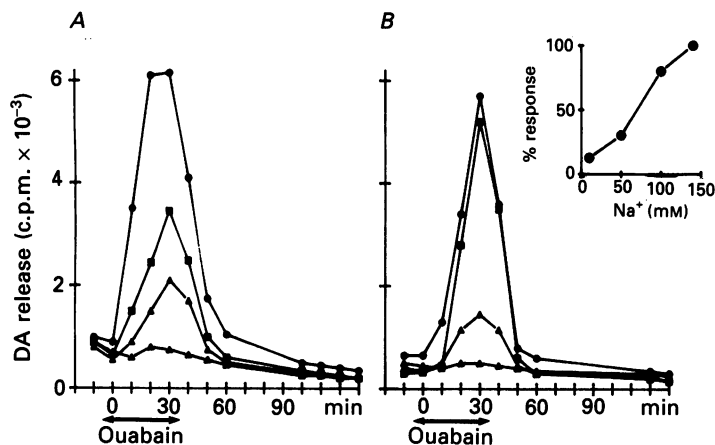 A
B
DA release (c.p.m. × 10⁻³)
6
4
2
0
0 30 60 90 min
Ouabain
0 30 60 90 min
Ouabain
% response
100
50
0
0 50 100 150
Na⁺ (mM)